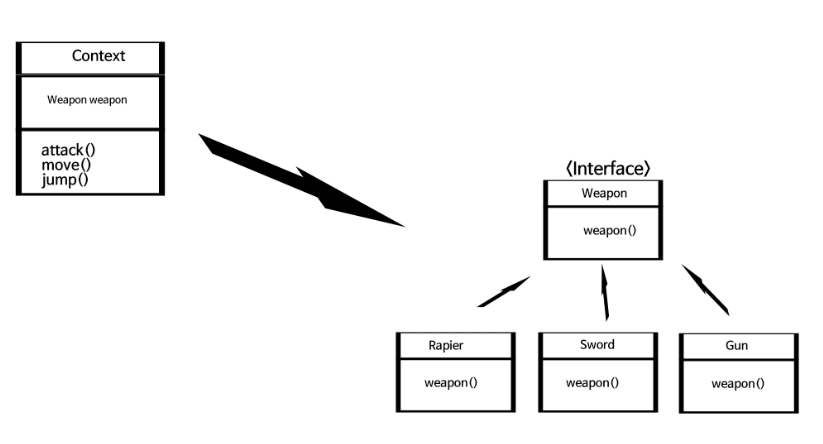 Context
Weapon weapon
attack()
move()
jump()
〈Interface〉
Weapon
weapon()
Rapier
weapon()
Sword
weapon()
Gun
weapon()